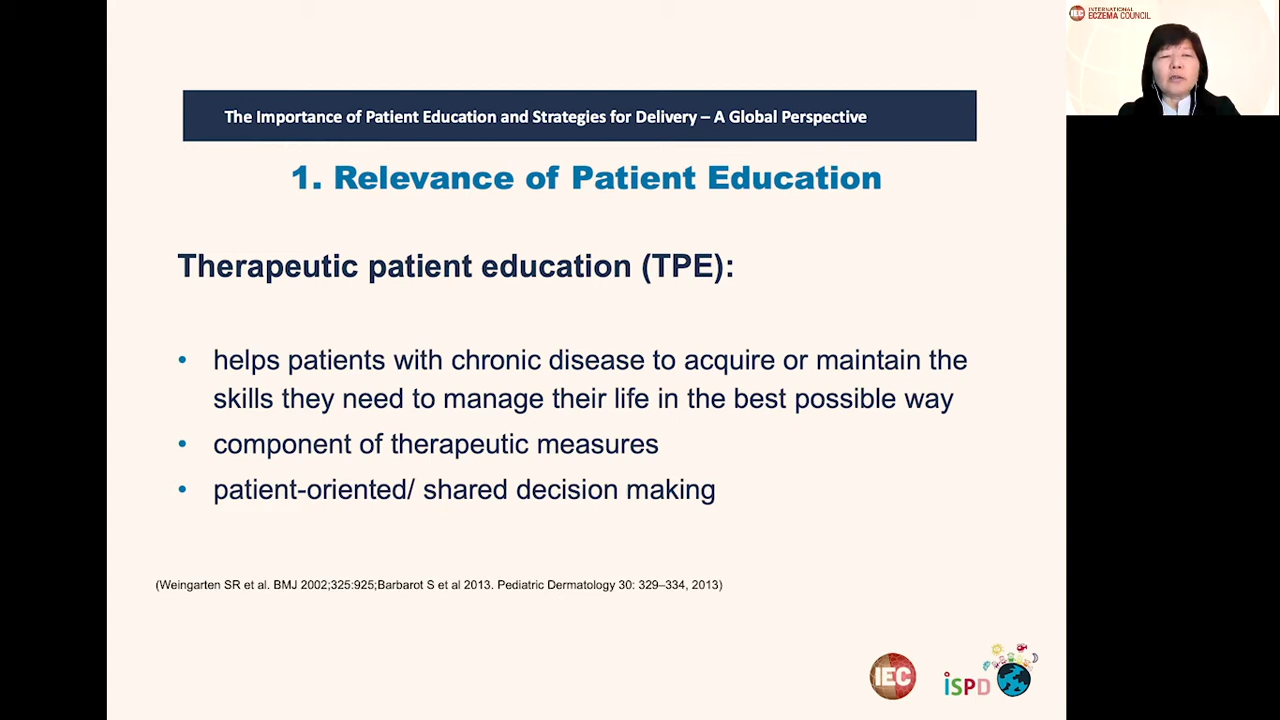 INTERNATIONAL
IEC ECZEMA COUNCIL
The Importance of Patient Education and Strategies for Delivery – A Global Perspective
1. Relevance of Patient Education
Therapeutic patient education (TPE):
• helps patients with chronic disease to acquire or maintain the
skills they need to manage their life in the best possible way
• component of therapeutic measures
• patient-oriented/ shared decision making
(Weingarten SR et al. BMJ 2002;325:925;Barbarot S et al 2013. Pediatric Dermatology 30: 329–334, 2013)
IEC
iSPD